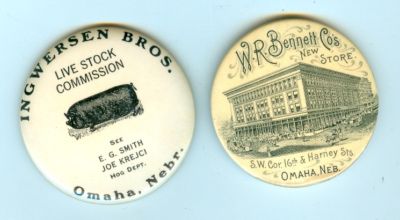 INGWERSEN BROS.
LIVE STOCK
COMMISSION
SEE
E. G. SMITH
JOE KREJCI
HOG DEPT.
Omaha, Nebr.
W.R. Bennett Co's
NEW STORE.
S.W. Cor. 16th & Harney Sts.
OMAHA, NEB.